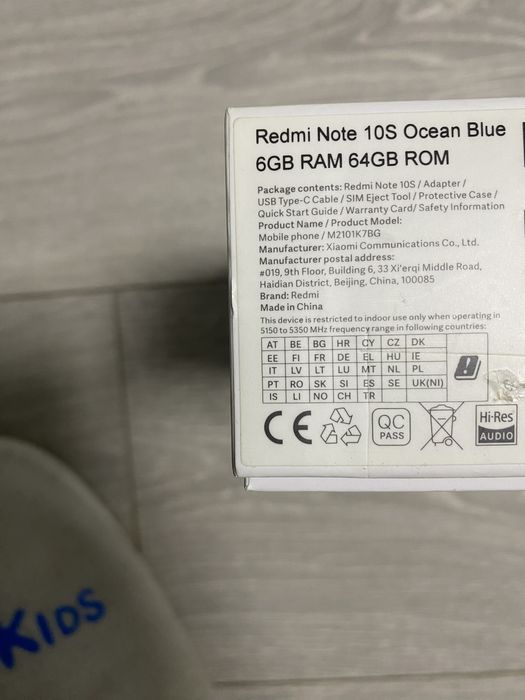 Redmi Note 10S Ocean Blue
6GB RAM 64GB ROM
Package contents: Redmi Note 10S / Adapter /
USB Type-C Cable / SIM Eject Tool / Protective Case /
Quick Start Guide / Warranty Card/ Safety Information
Product Name / Product Model:
Mobile phone / M2101K7BG
Manufacturer: Xiaomi Communications Co., Ltd.
Manufacturer postal address:
#019, 9th Floor, Building 6, 33 Xi'erqi Middle Road,
Haidian District, Beijing, China, 100085
Brand: Redmi
Made in China
This device is restricted to indoor use only when operating in
5150 to 5350 MHz frequency range in following countries:
AT BE BG HR CY CZ DK
EE FI FR DE EL HU IE
IT LV LT LU MT NL PL
PT RO SK SI ES SE UK(NI)
IS LI NO CH TR
CE
QC
PASS
Hi-Res
AUDIO
KIDS